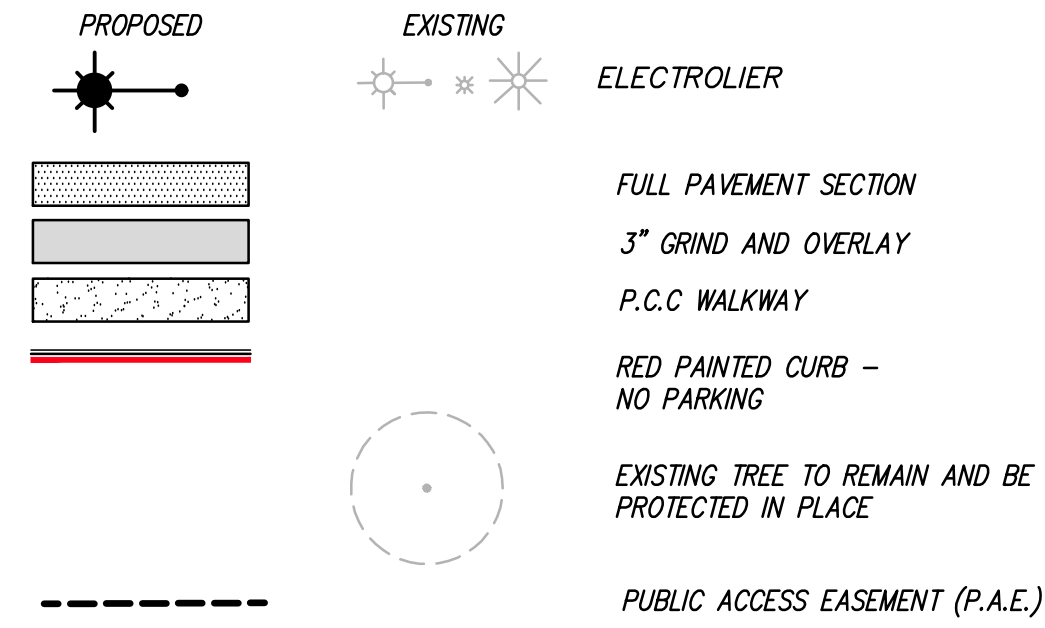 PROPOSED EXISTING
ELECTROLIER
FULL PAVEMENT SECTION
3" GRIND AND OVERLAY
P.C.C WALKWAY
RED PAINTED CURB –
NO PARKING
EXISTING TREE TO REMAIN AND BE
PROTECTED IN PLACE
PUBLIC ACCESS EASEMENT (P.A.E.)